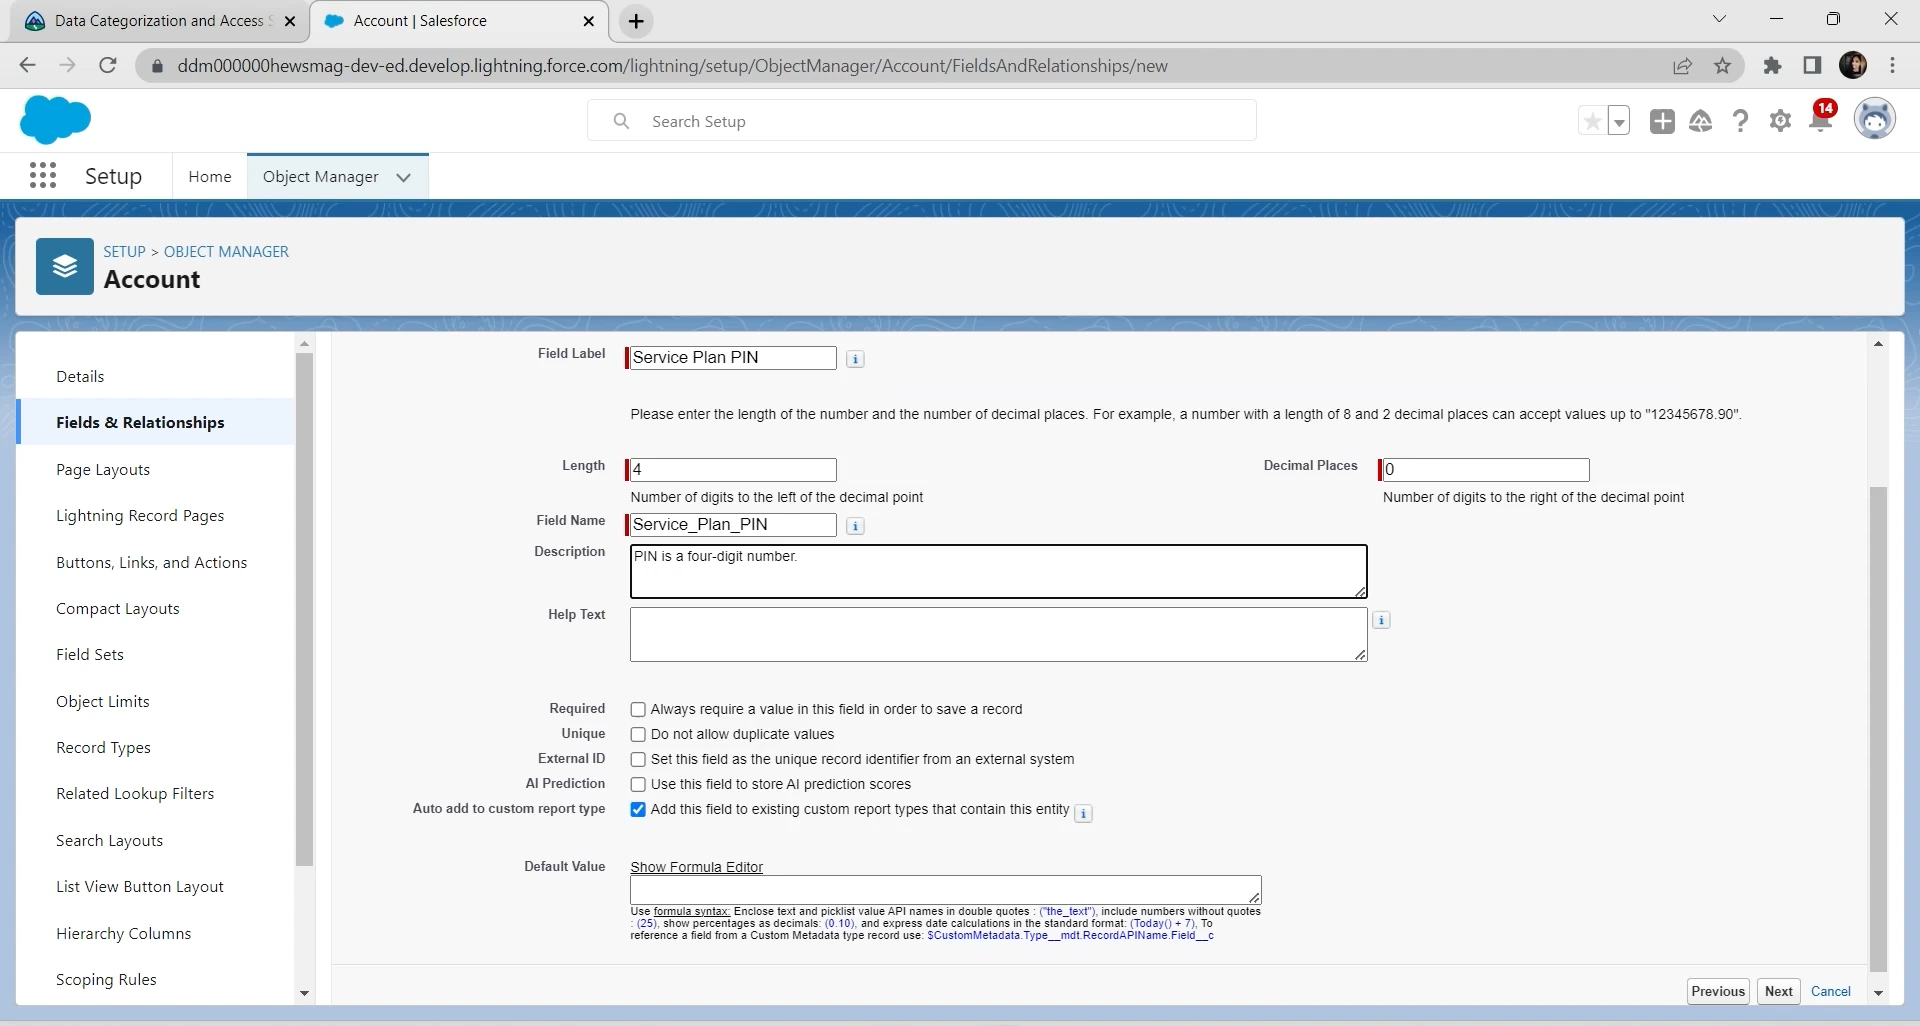 Data Categorization and Access S
Account | Salesforce
ddm000000hewsmag-dev-ed.develop.lightning.force.com/lightning/setup/ObjectManager/Account/FieldsAndRelationships/new
Search Setup
14
Setup
Home
Object Manager
SETUP > OBJECT MANAGER
Account
Details
Fields & Relationships
Page Layouts
Lightning Record Pages
Buttons, Links, and Actions
Compact Layouts
Field Sets
Object Limits
Record Types
Related Lookup Filters
Search Layouts
List View Button Layout
Hierarchy Columns
Scoping Rules
Field Label Service Plan PIN
Please enter the length of the number and the number of decimal places. For example, a number with a length of 8 and 2 decimal places can accept values up to "12345678.90".
Length 4 Decimal Places 0
Number of digits to the left of the decimal point Number of digits to the right of the decimal point
Field Name Service_Plan_PIN
Description PIN is a four-digit number.
Help Text
Required Always require a value in this field in order to save a record
Unique Do not allow duplicate values
External ID Set this field as the unique record identifier from an external system
AI Prediction Use this field to store AI prediction scores
Auto add to custom report type Add this field to existing custom report types that contain this entity
Default Value Show Formula Editor
Use formula syntax: Enclose text and picklist value API names in double quotes : ("the_text"), include numbers without quotes
: (25), show percentages as decimals: (0.10), and express date calculations in the standard format: (Today() + 7), To
reference a field from a Custom Metadata type record use: $CustomMetadata.Type__mdt.RecordAPIName.Field__c
Previous Next Cancel